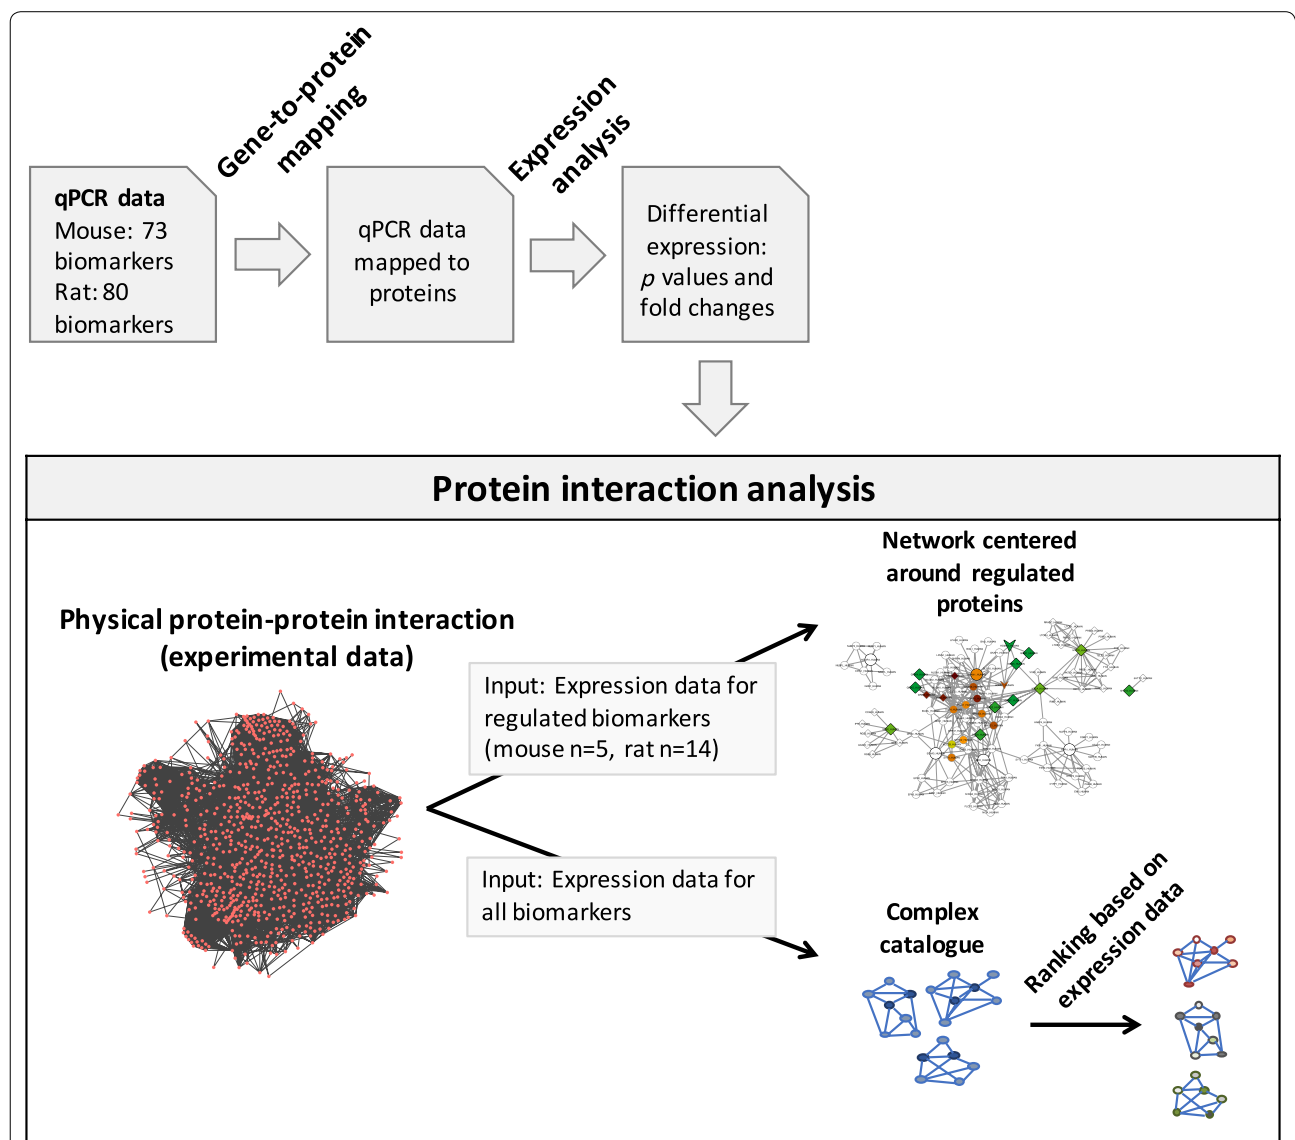 Gene-to-protein
mapping
Expression
analysis
qPCR data
Mouse: 73
biomarkers
Rat: 80
biomarkers
qPCR data
mapped to
proteins
Differential
expression:
p values and
fold changes
Protein interaction analysis
Physical protein-protein interaction
(experimental data)
Input: Expression data for
regulated biomarkers
(mouse n=5, rat n=14)
Network centered
around regulated
proteins
Input: Expression data for
all biomarkers
Complex
catalogue
Ranking based on
expression data